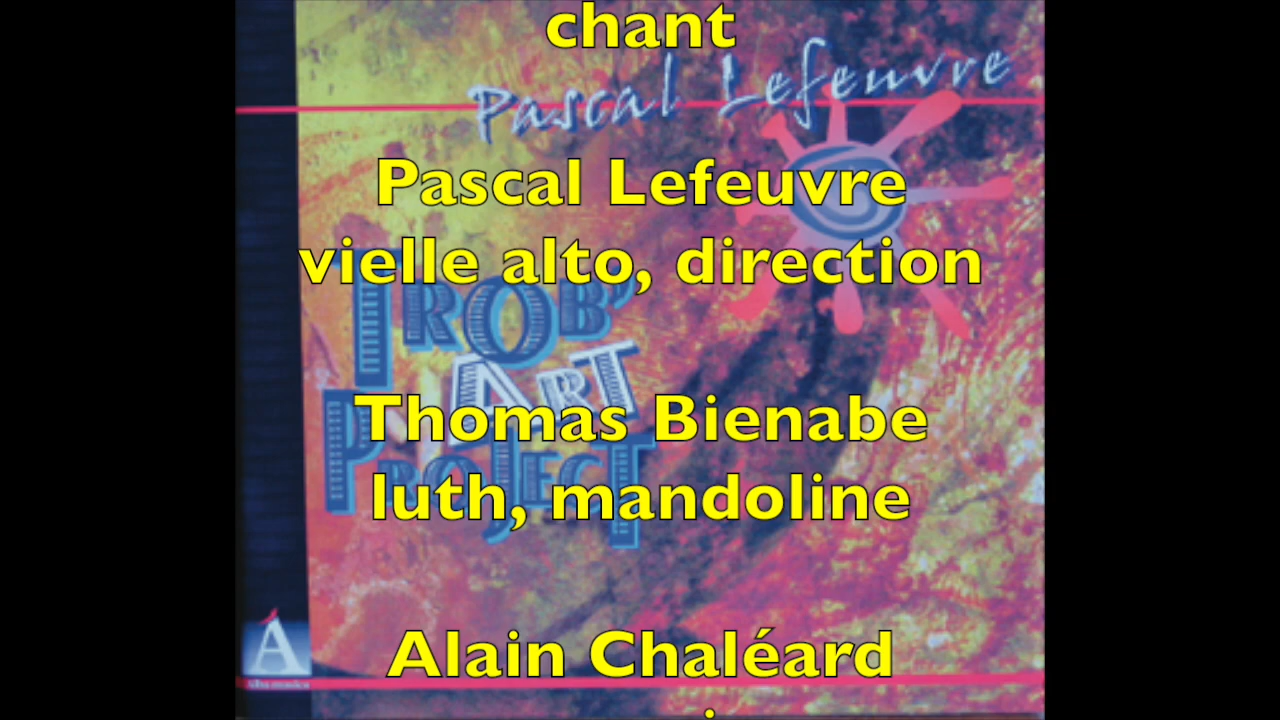 chant
Pascal Lefeuvre
Pascal Lefeuvre
vielle alto, direction
TROB'
ART
PROJECT
Thomas Bienabe
luth, mandoline
A
Alain Chaléard